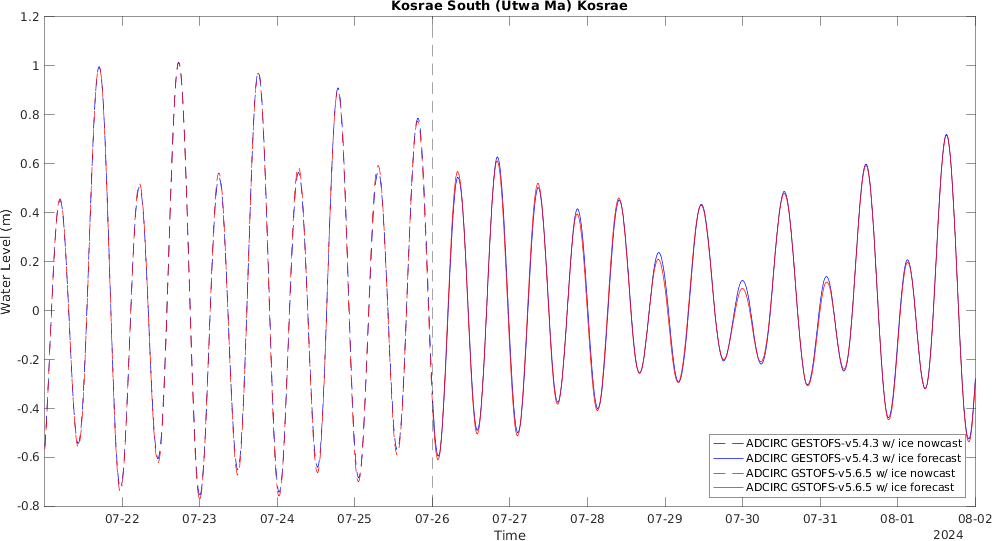 Kosrae South (Utwa Ma) Kosrae
Water Level (m)
1.2
1
0.8
0.6
0.4
0.2
0
-0.2
-0.4
-0.6
-0.8
ADCIRC GESTOFS-v5.4.3 w/ ice nowcast
ADCIRC GESTOFS-v5.4.3 w/ ice forecast
ADCIRC GSTOFS-v5.6.5 w/ ice nowcast
ADCIRC GSTOFS-v5.6.5 w/ ice forecast
07-22 07-23 07-24 07-25 07-26 07-27 07-28 07-29 07-30 07-31 08-01 08-02
Time
2024